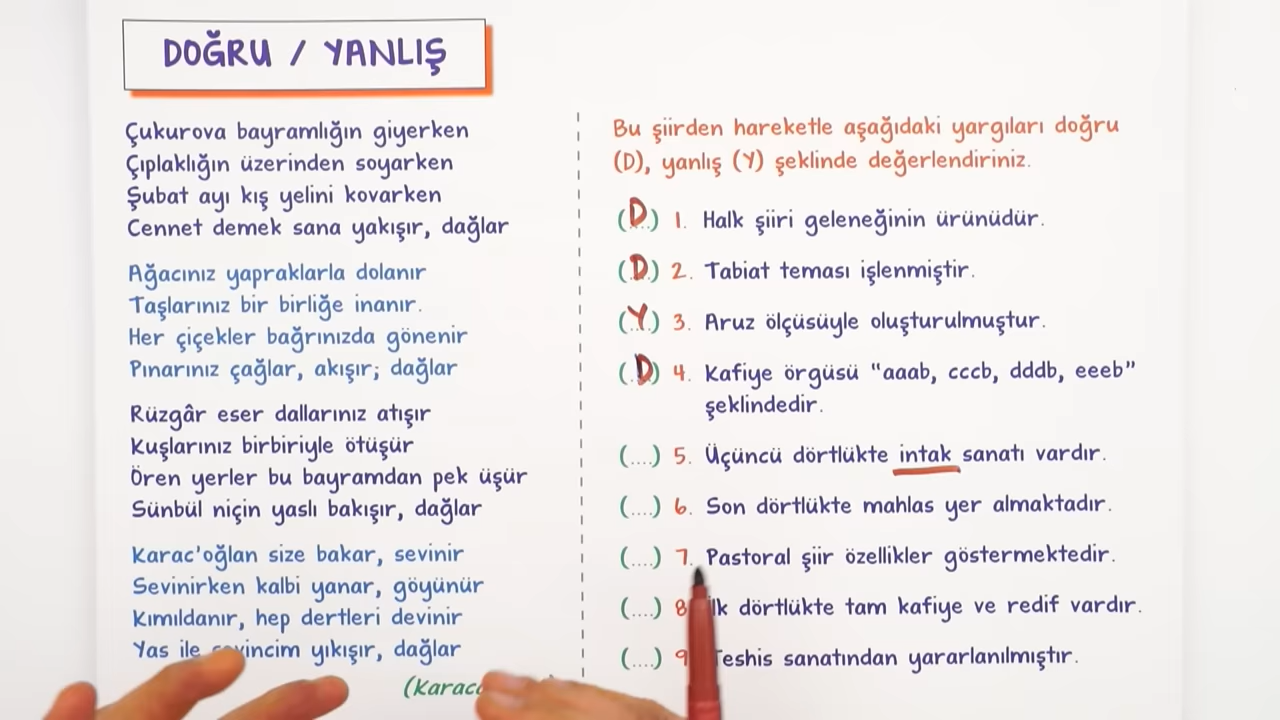 DOĞRU / YANLIŞ
Çukurova bayramlığın giyerken
Çıplaklığın üzerinden soyarken
Şubat ayı kış yelini kovarken
Cennet demek sana yakışır, dağlar
Ağacınız yapraklarla dolanır
Taşlarınız bir birliğe inanır.
Her çiçekler bağrınızda gönenir
Pınarınız çağlar, akışır; dağlar
Rüzgâr eser dallarınız atışır
Kuşlarınız birbiriyle ötüşür
Ören yerler bu bayramdan pek üşür
Sünbül niçin yaslı bakışır, dağlar
Karac'oğlan size bakar, sevinir
Sevinirken kalbi yanar, göyünür
Kımıldanır, hep dertleri devinir
Yas ile sevincim yıkışır, dağlar
Bu şiirden hareketle aşağıdaki yargıları doğru
(D), yanlış (Y) şeklinde değerlendiriniz.
(D) 1. Halk şiiri geleneğinin ürünüdür.
(D) 2. Tabiat teması işlenmiştir.
(Y) 3. Aruz ölçüsüyle oluşturulmuştur.
(D) 4. Kafiye örgüsü "aaab, cccb, dddb, eeeb"
şeklindedir.
(....) 5. Üçüncü dörtlükte intak sanatı vardır.
(....) 6. Son dörtlükte mahlas yer almaktadır.
(....) 7. Pastoral şiir özellikler göstermektedir.
(....) 8. İlk dörtlükte tam kafiye ve redif vardır.
(....) 9. Teshis sanatından yararlanılmıştır.